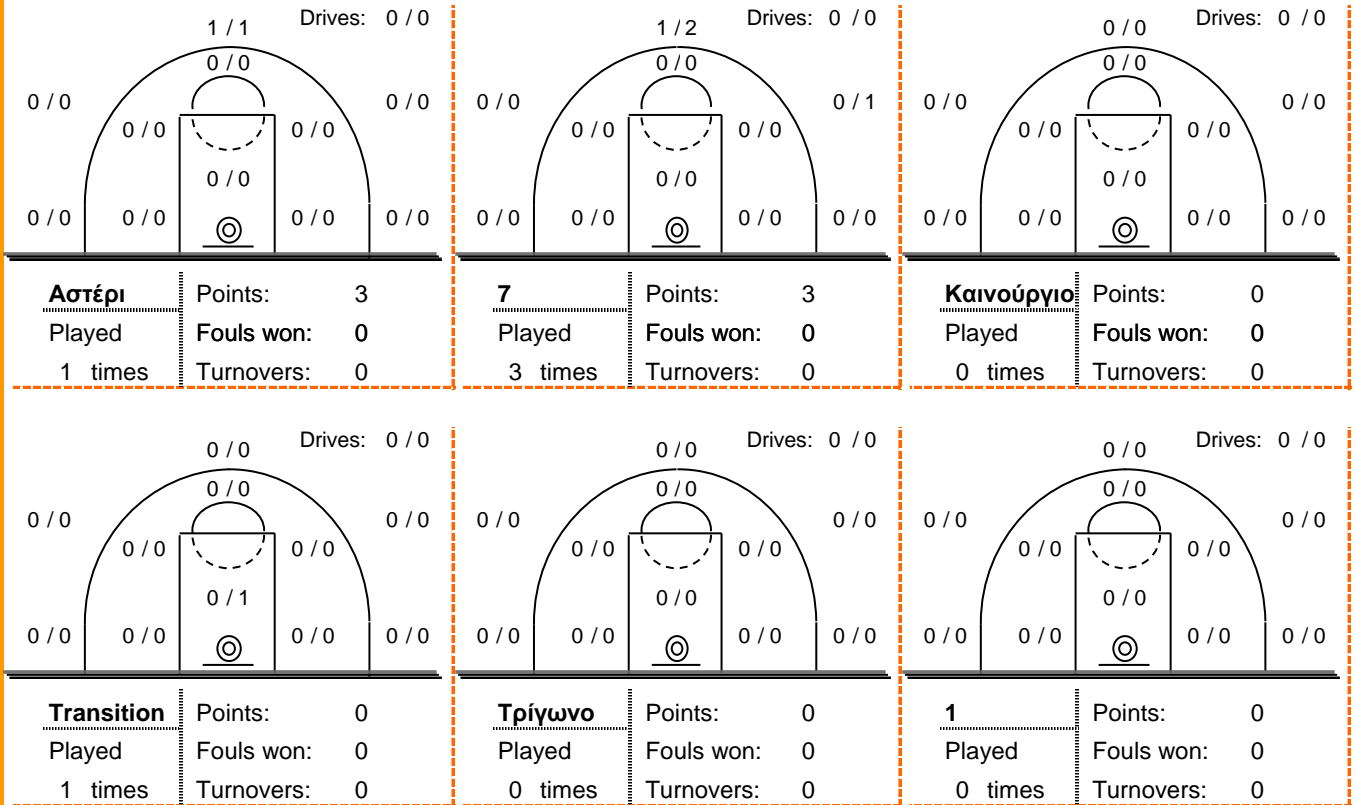 Drives: 0 / 0
1 / 1
0 / 0
0 / 0
0 / 0
0 / 0
0 / 0
0 / 0
0 / 0
0 / 0
0 / 0
0 / 0
Αστέρι Points: 3
Played Fouls won: 0
1 times Turnovers: 0
Drives: 0 / 0
1 / 2
0 / 0
0 / 0
0 / 1
0 / 0
0 / 0
0 / 0
0 / 0
0 / 0
0 / 0
0 / 0
7 Points: 3
Played Fouls won: 0
3 times Turnovers: 0
Drives: 0 / 0
0 / 0
0 / 0
0 / 0
0 / 0
0 / 0
0 / 0
0 / 0
0 / 0
0 / 0
0 / 0
0 / 0
Καινούργιο Points: 0
Played Fouls won: 0
0 times Turnovers: 0
Drives: 0 / 0
0 / 0
0 / 0
0 / 0
0 / 0
0 / 0
0 / 0
0 / 1
0 / 0
0 / 0
0 / 0
0 / 0
Transition Points: 0
Played Fouls won: 0
1 times Turnovers: 0
Drives: 0 / 0
0 / 0
0 / 0
0 / 0
0 / 0
0 / 0
0 / 0
0 / 0
0 / 0
0 / 0
0 / 0
0 / 0
Τρίγωνο Points: 0
Played Fouls won: 0
0 times Turnovers: 0
Drives: 0 / 0
0 / 0
0 / 0
0 / 0
0 / 0
0 / 0
0 / 0
0 / 0
0 / 0
0 / 0
0 / 0
0 / 0
1 Points: 0
Played Fouls won: 0
0 times Turnovers: 0